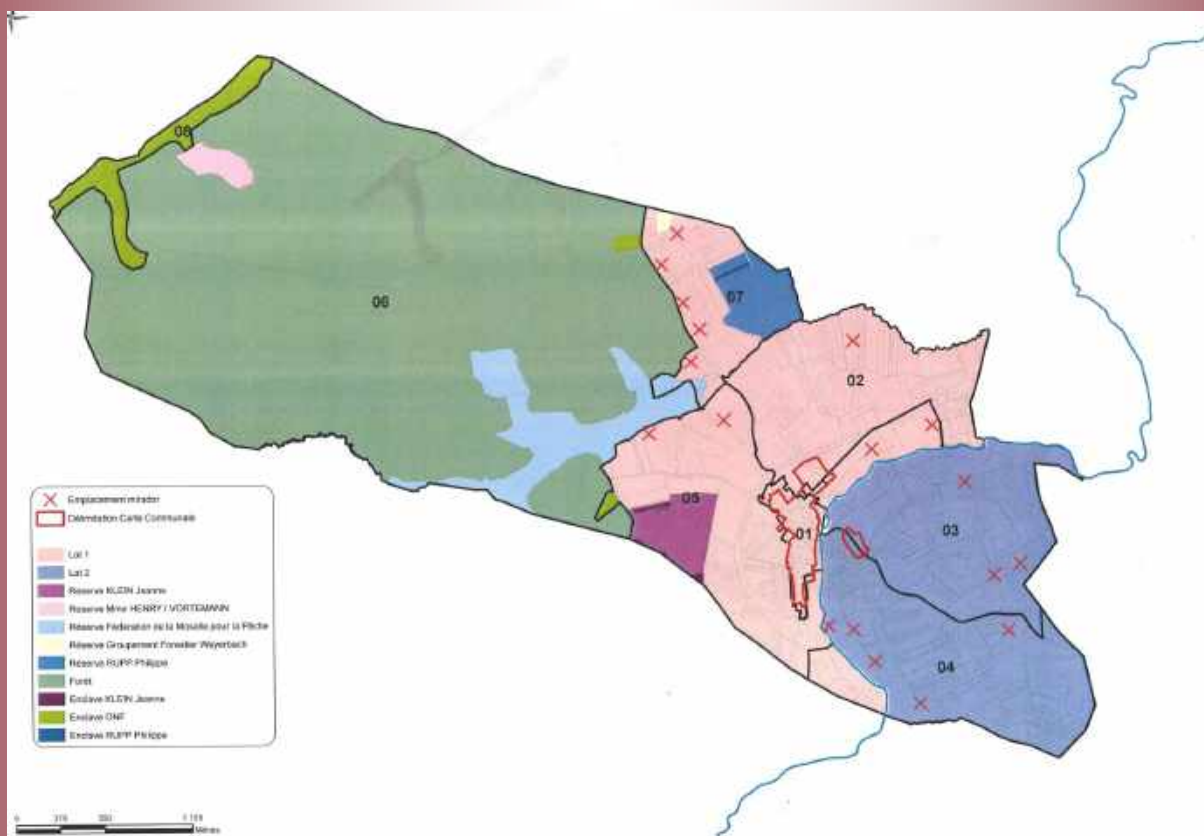 08
06
07
02
05
01
03
04
Emplacement mirador
Délimitation Carte Communale
Lot 1
Lot 2
Réserve KLEIN Jeanne
Réserve Mme HENRY / VORTEMANN
Réserve Fédération de la Moselle pour la Pêche
Réserve Groupement Forestier Weyerbach
Réserve RUPP Philippe
Forêt
Enclave KLEIN Jeanne
Enclave ONF
Enclave RUPP Philippe
0
Mètres